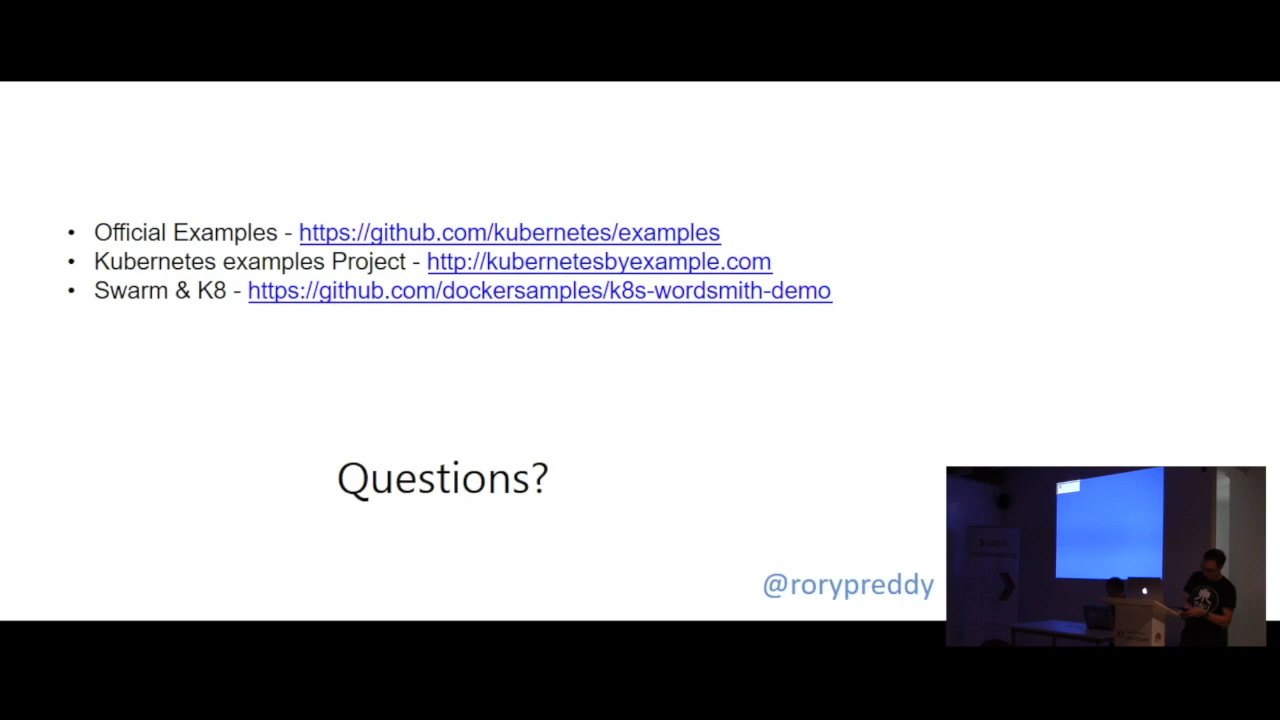 • Official Examples - https://github.com/kubernetes/examples
• Kubernetes examples Project - http://kubernetesbyexample.com
• Swarm & K8 - https://github.com/dockersamples/k8s-wordsmith-demo
Questions?
@rorypreddy